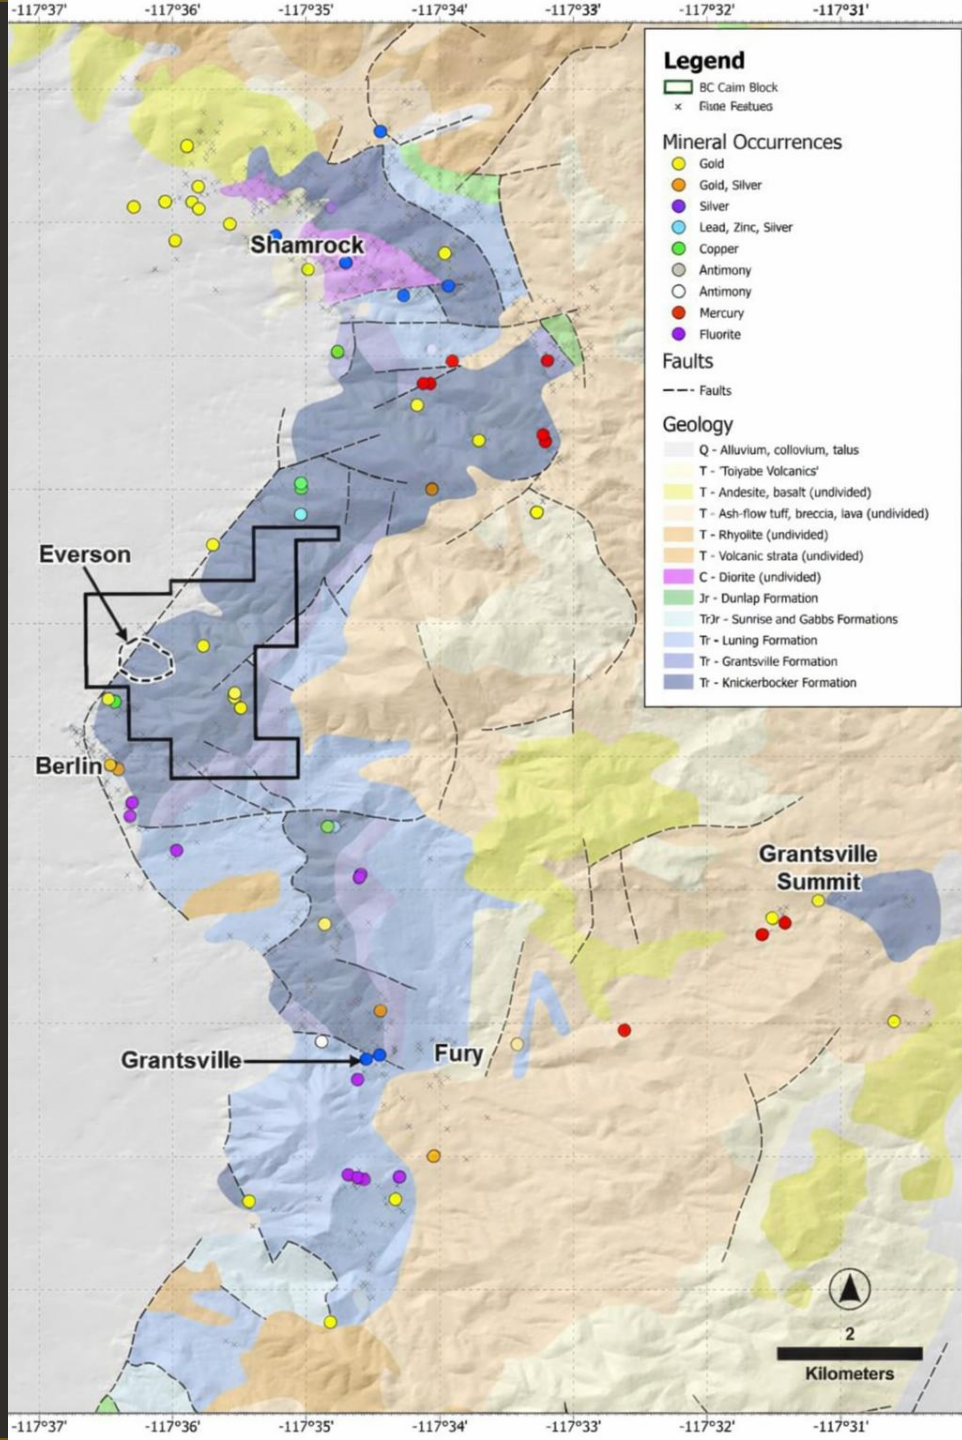 -117°37' -117°36' -117°35' -117°34' -117°33' -117°32' -117°31'
Legend
BC Caim Block
Fiane Featueo
Mineral Occurrences
Gold
Gold, Silver
Silver
Lead, Zinc, Silver
Copper
Antimony
Antimony
Mercury
Fluorite
Faults
Faults
Geology
Q - Alluvium, collovium, talus
T - 'Toiyabe Volcanics'
T - Andesite, basalt (undivided)
T - Ash-flow tuff, breccia, lava (undivided)
T - Rhyolite (undivided)
T - Volcanic strata (undivided)
C - Diorite (undivided)
Jr - Dunlap Formation
TrJr - Sunrise and Gabbs Formations
Tr - Luning Formation
Tr - Grantsville Formation
Tr - Knickerbocker Formation
Shamrock
Everson
Berlin
Grantsville
Summit
Grantsville
Fury
2
Kilometers
-117°37' -117°36' -117°35' -117°34' -117°33' -117°32' -117°31'